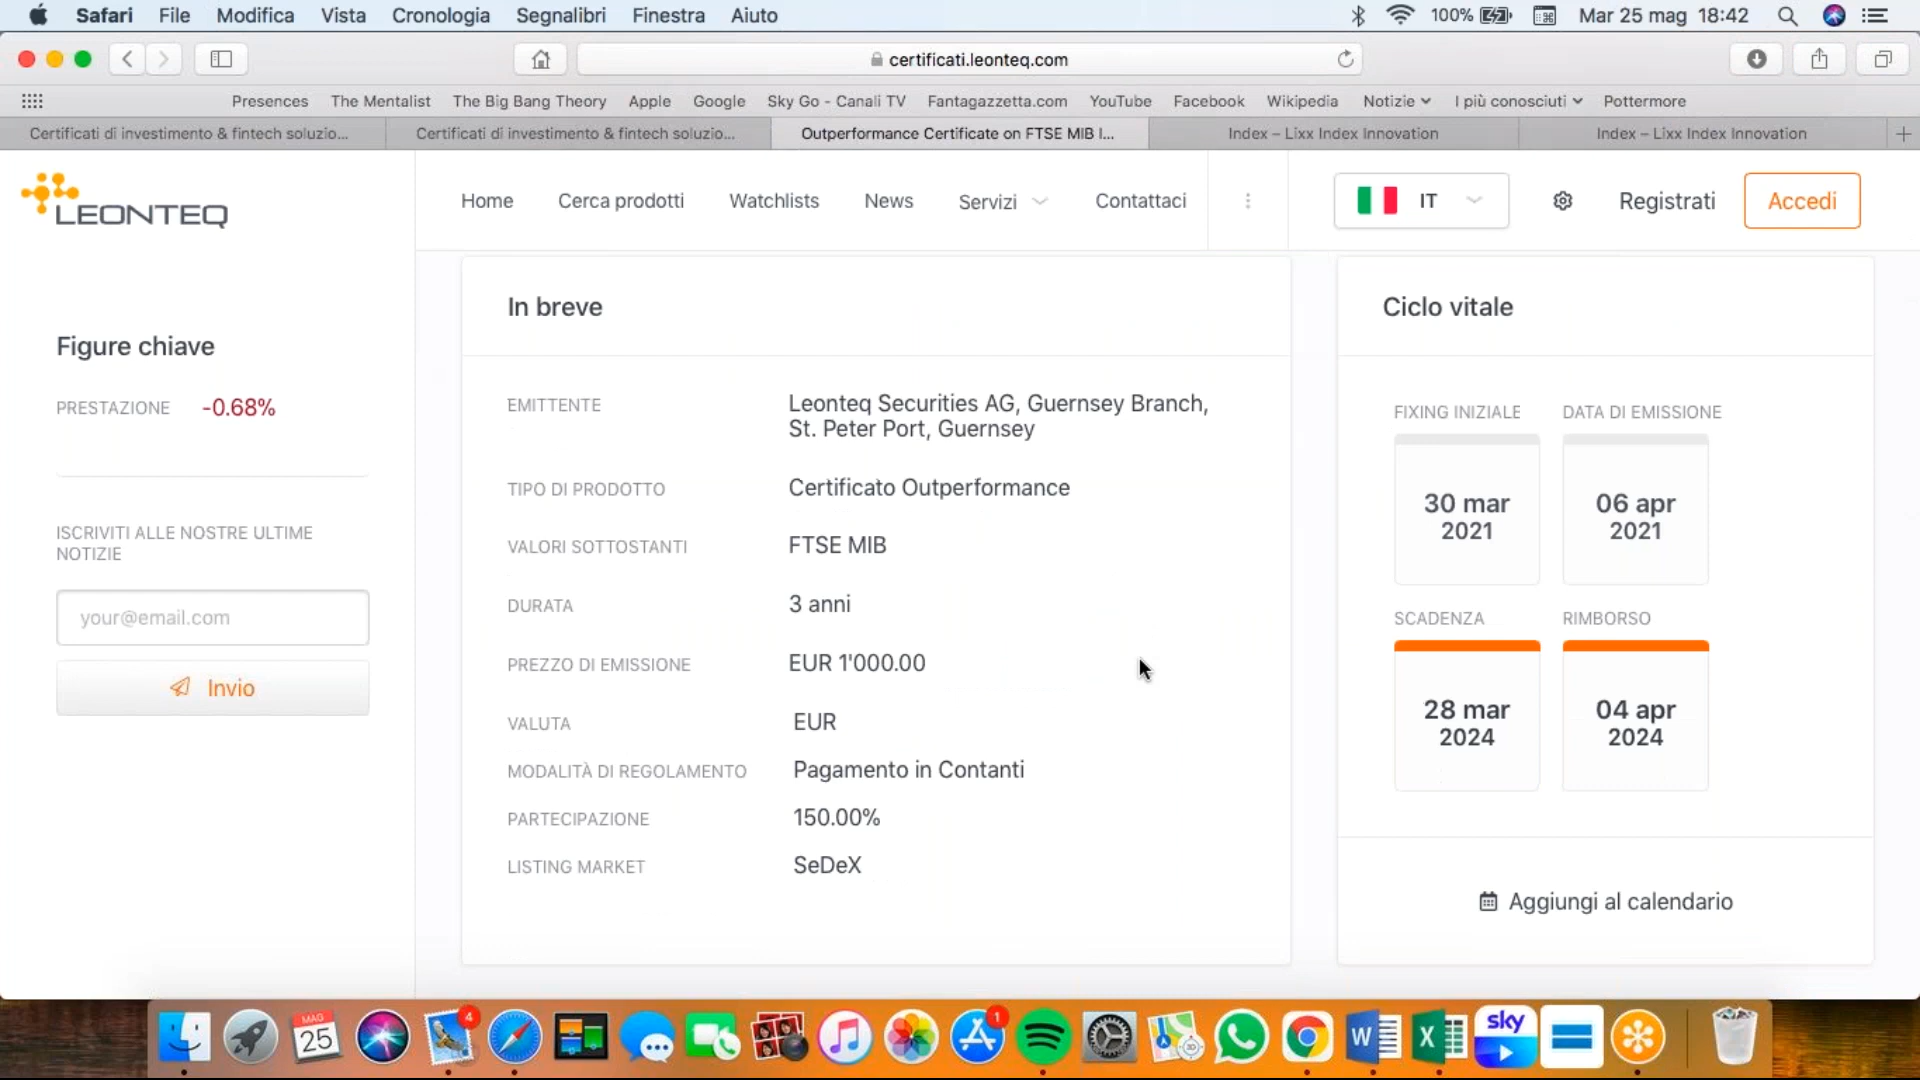 Safari File Modifica Vista Cronologia Segnalibri Finestra Aiuto 100% Mar 25 mag 18:42
certificati.leonteq.com
Presences The Mentalist The Big Bang Theory Apple Google Sky Go - Canali TV Fantagazzetta.com YouTube Facebook Wikipedia Notizie I più conosciuti Pottermore
Certificati di investimento & fintech soluzio... Certificati di investimento & fintech soluzio... Outperformance Certificate on FTSE MIB I... Index – Lixx Index Innovation Index – Lixx Index Innovation
LEONTEQ
Home Cerca prodotti Watchlists News Servizi Contattaci IT Registrati Accedi
Figure chiave
PRESTAZIONE -0.68%
ISCRIVITI ALLE NOSTRE ULTIME
NOTIZIE
your@email.com
Invio
In breve
EMITTENTE Leonteq Securities AG, Guernsey Branch,
St. Peter Port, Guernsey
TIPO DI PRODOTTO Certificato Outperformance
VALORI SOTTOSTANTI FTSE MIB
DURATA 3 anni
PREZZO DI EMISSIONE EUR 1'000.00
VALUTA EUR
MODALITÀ DI REGOLAMENTO Pagamento in Contanti
PARTECIPAZIONE 150.00%
LISTING MARKET SeDeX
Ciclo vitale
FIXING INIZIALE DATA DI EMISSIONE
30 mar 06 apr
2021 2021
SCADENZA RIMBORSO
28 mar 04 apr
2024 2024
Aggiungi al calendario
MAG
25
4
1
3D
W
X
sky